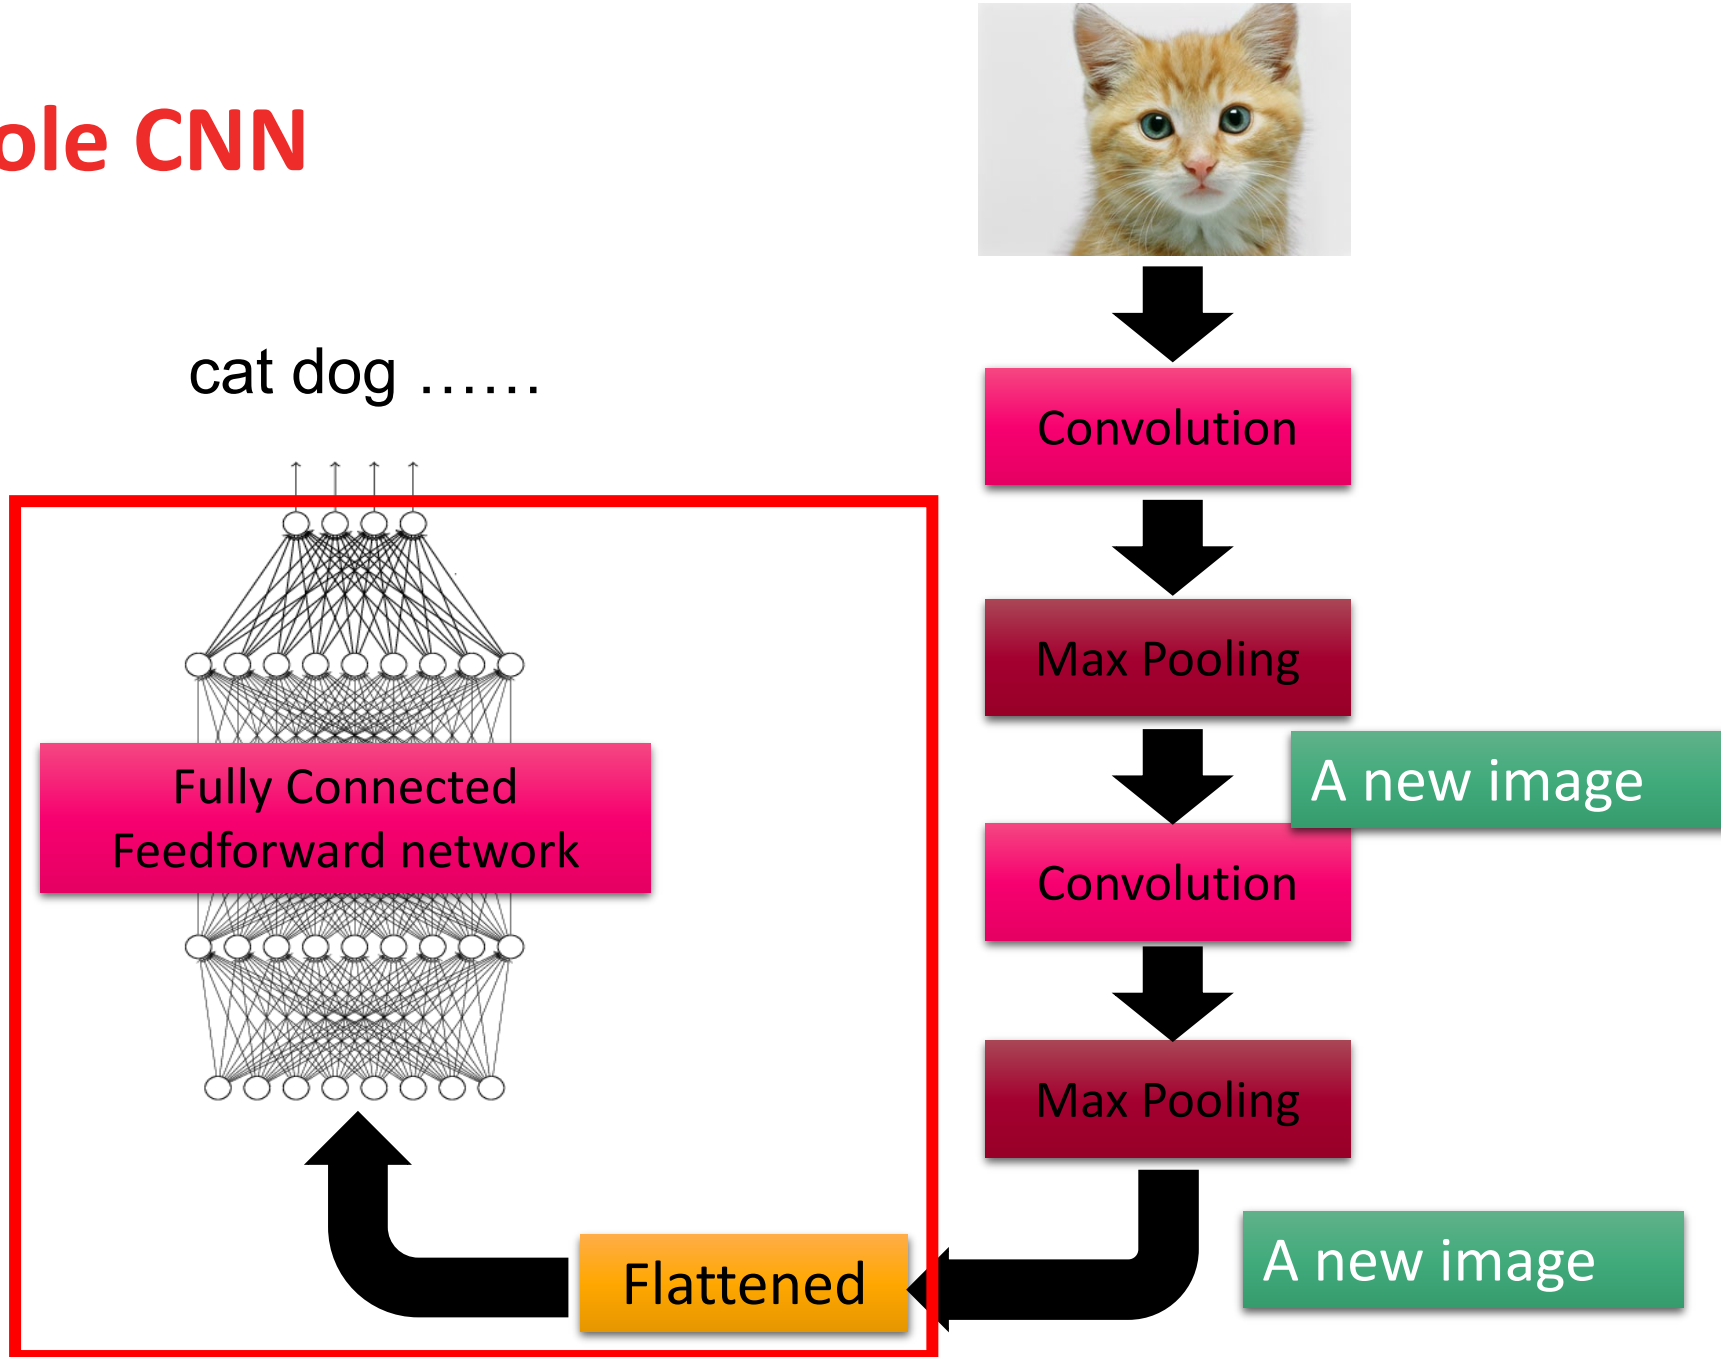 ole CNN
cat dog ……
Convolution
Max Pooling
A new image
Convolution
Max Pooling
A new image
Flattened
Fully Connected
Feedforward network